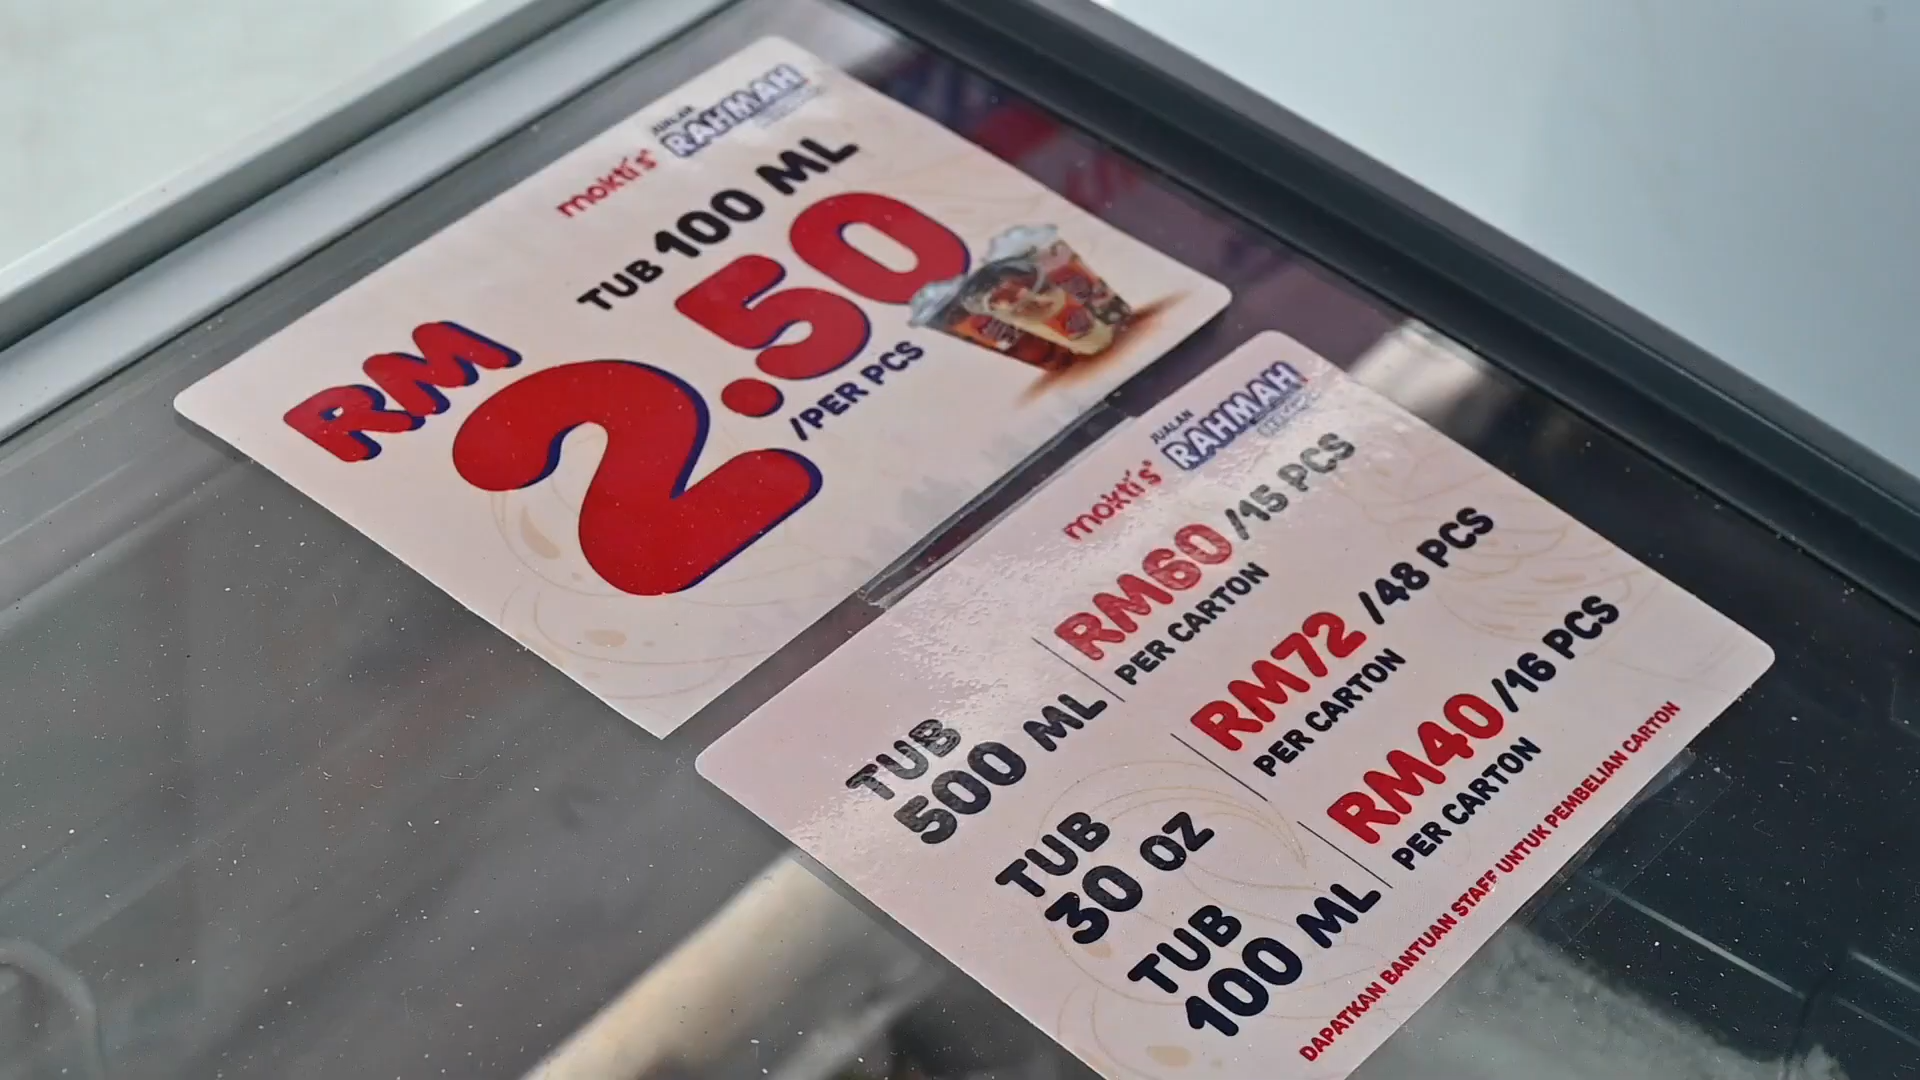 mokti's
JUALAN
RAHMAH
TUB 100 ML
RM 2.50
/PER PCS
mokti's
JUALAN
RAHMAH
TUB
500 ML
RM60 /15 PCS
PER CARTON
TUB
30 OZ
RM72 /48 PCS
PER CARTON
TUB
100 ML
RM40 /16 PCS
PER CARTON
DAPATKAN BANTUAN STAFF UNTUK PEMBELIAN CARTON